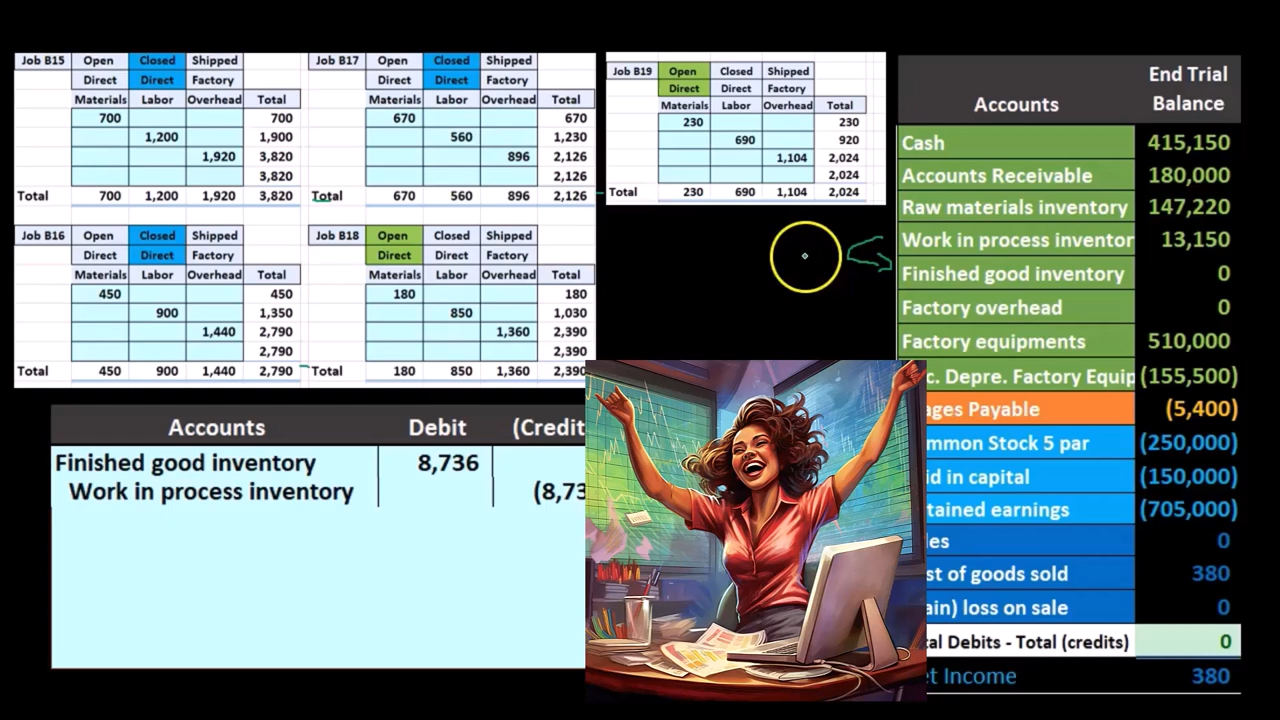 Job B15 Open Closed Shipped
Direct Direct Factory
Materials Labor Overhead Total
700 700
1,200 1,900
1,920 3,820
3,820
Total 700 1,200 1,920 3,820
Job B17 Open Closed Shipped
Direct Direct Factory
Materials Labor Overhead Total
670 670
560 1,230
896 2,126
2,126
Total 670 560 896 2,126
Job B19 Open Closed Shipped
Direct Direct Factory
Materials Labor Overhead Total
230 230
690 920
1,104 2,024
2,024
Total 230 690 1,104 2,024
Job B16 Open Closed Shipped
Direct Direct Factory
Materials Labor Overhead Total
450 450
900 1,350
1,440 2,790
2,790
Total 450 900 1,440 2,790
Job B18 Open Closed Shipped
Direct Direct Factory
Materials Labor Overhead Total
180 180
850 1,030
1,360 2,390
2,390
Total 180 850 1,360 2,390
Accounts Debit (Credit
Finished good inventory 8,736
Work in process inventory (8,73
End Trial
Accounts Balance
Cash 415,150
Accounts Receivable 180,000
Raw materials inventory 147,220
Work in process inventor 13,150
Finished good inventory 0
Factory overhead 0
Factory equipments 510,000
c. Depre. Factory Equip (155,500)
ages Payable (5,400)
mmon Stock 5 par (250,000)
id in capital (150,000)
tained earnings (705,000)
les 0
st of goods sold 380
ain) loss on sale 0
tal Debits - Total (credits) 0
et Income 380